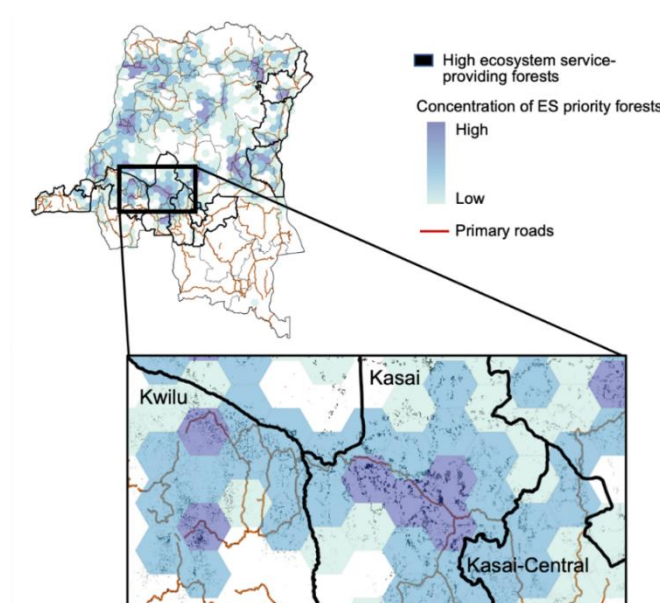 High ecosystem service-
providing forests
Concentration of ES priority forests
High
Low
Primary roads
Kwilu
Kasai
Kasai-Central